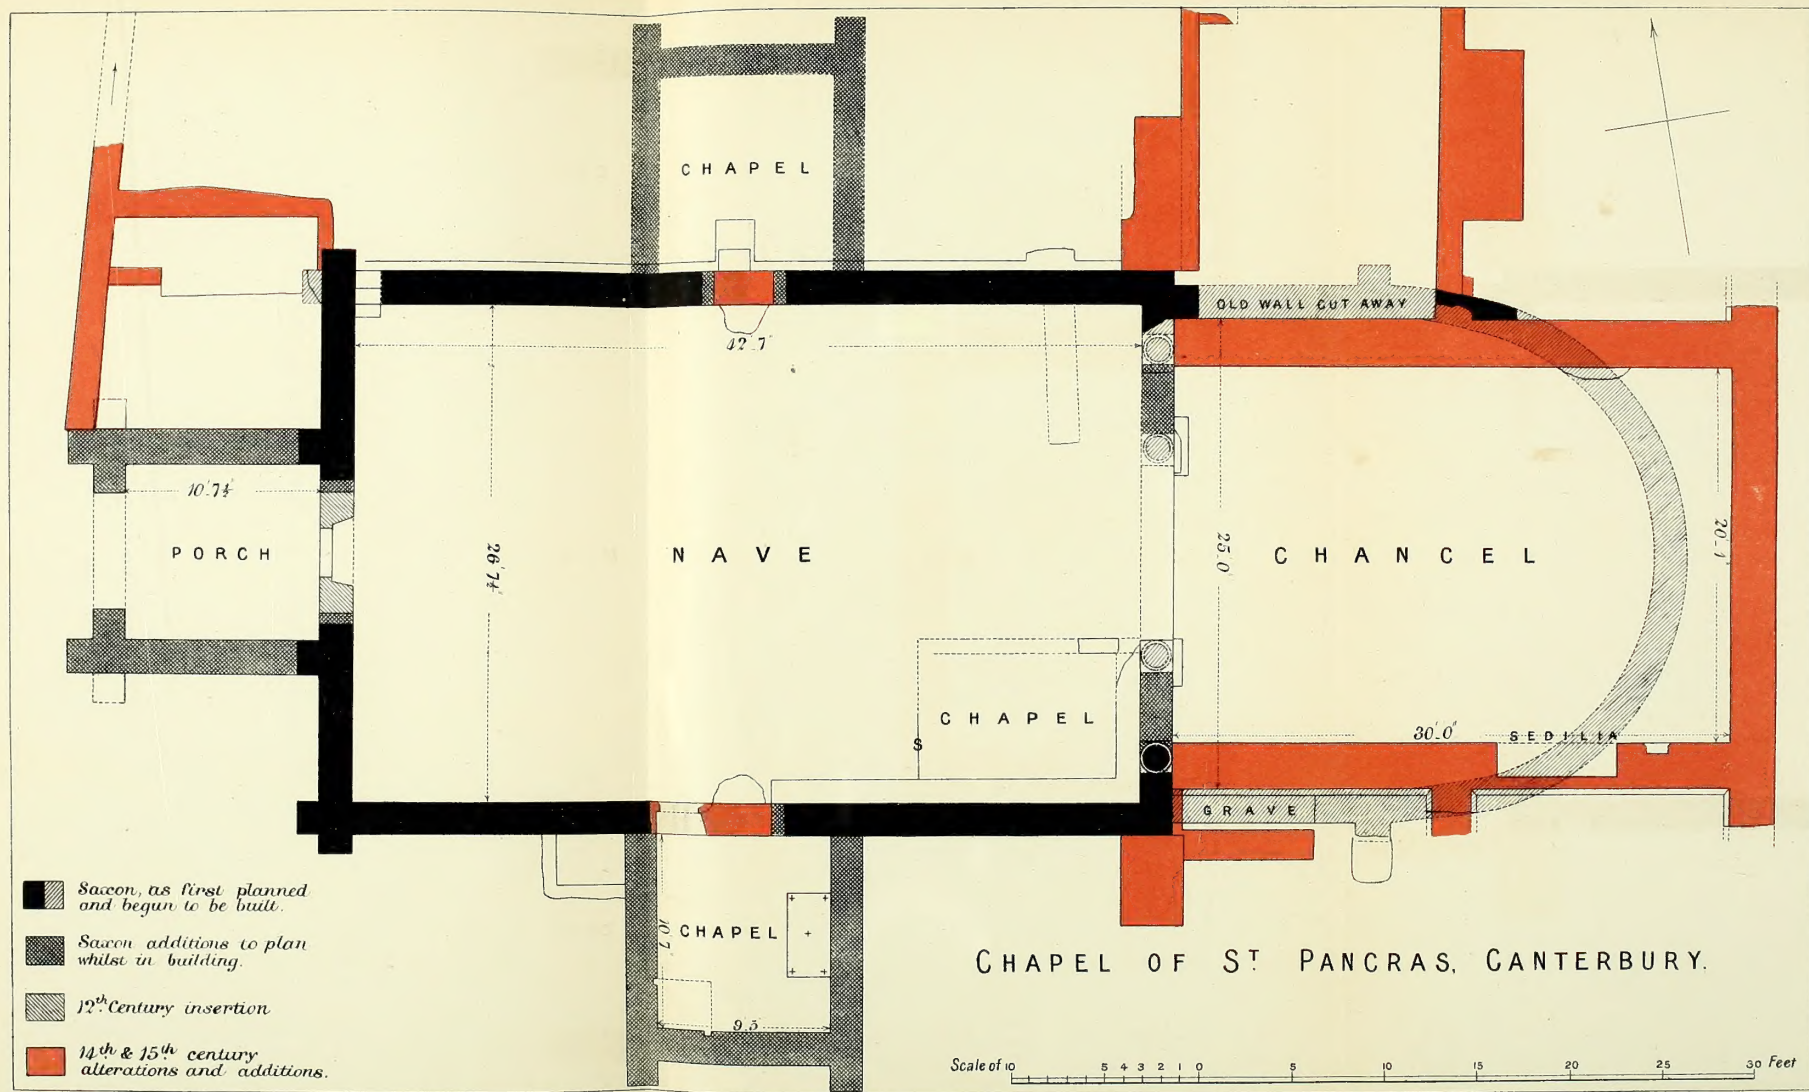 CHAPEL
OLD WALL CUT AWAY
42'.7"
10'.7½"
PORCH
NAVE
CHANCEL
26'.7½"
25'.0"
20'.1"
CHAPEL
S
30'.0"
SEDILIA
GRAVE
CHAPEL
10'.7
9.5
Saxon, as first planned
and begun to be built.
Saxon additions to plan
whilst in building.
12th Century insertion
14th & 15th century
alterations and additions.
CHAPEL OF ST. PANCRAS, CANTERBURY.
Scale of 10 5 4 3 2 1 0 5 10 15 20 25 30 Feet